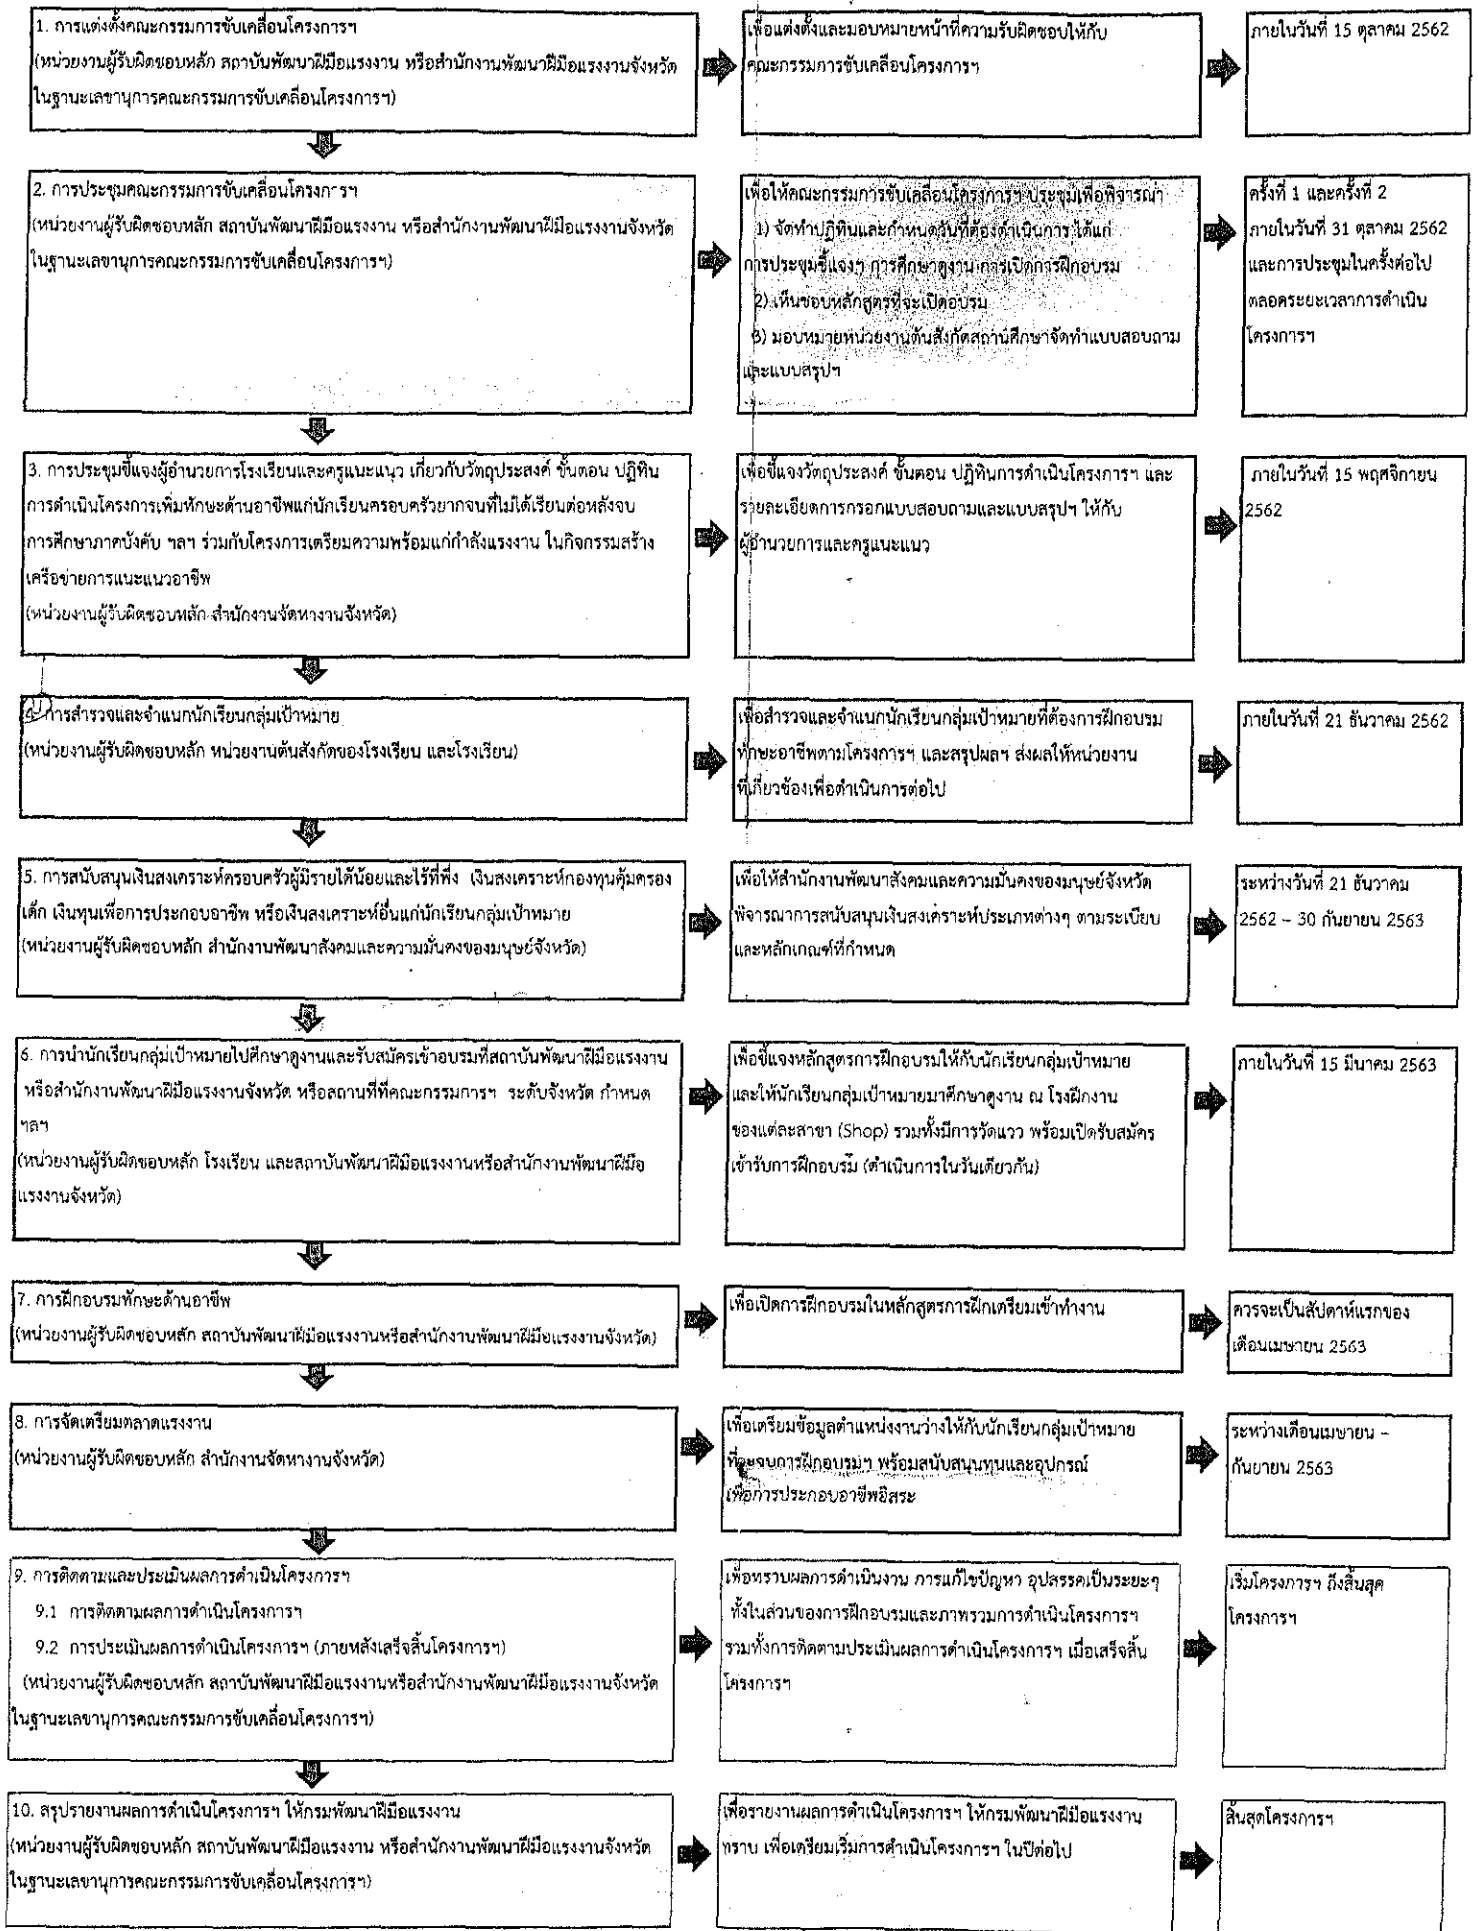 1. การแต่งตั้งคณะกรรมการขับเคลื่อนโครงการฯ
(หน่วยงานผู้รับผิดชอบหลัก สถาบันพัฒนาฝีมือแรงงาน หรือสำนักงานพัฒนาฝีมือแรงงานจังหวัด
ในฐานะเลขานุการคณะกรรมการขับเคลื่อนโครงการฯ)
เพื่อแต่งตั้งและมอบหมายหน้าที่ความรับผิดชอบให้กับ
คณะกรรมการขับเคลื่อนโครงการฯ
ภายในวันที่ 15 ตุลาคม 2562
2. การประชุมคณะกรรมการขับเคลื่อนโครงการฯ
(หน่วยงานผู้รับผิดชอบหลัก สถาบันพัฒนาฝีมือแรงงาน หรือสำนักงานพัฒนาฝีมือแรงงานจังหวัด
ในฐานะเลขานุการคณะกรรมการขับเคลื่อนโครงการฯ)
เพื่อให้คณะกรรมการขับเคลื่อนโครงการฯ ประชุมเพื่อพิจารณา
1) จัดทำปฏิทินและกำหนดวันที่ต้องดำเนินการ ได้แก่
การประชุมชี้แจงฯ การศึกษาดูงาน การเปิดการฝึกอบรม
2) เห็นชอบหลักสูตรที่จะเปิดอบรม
3) มอบหมายหน่วยงานต้นสังกัดสถานศึกษาจัดทำแบบสอบถาม
และแบบสรุปฯ
ครั้งที่ 1 และครั้งที่ 2
ภายในวันที่ 31 ตุลาคม 2562
และการประชุมในครั้งต่อไป
ตลอดระยะเวลาการดำเนิน
โครงการฯ
3. การประชุมชี้แจงผู้อำนวยการโรงเรียนและครูแนะแนว เกี่ยวกับวัตถุประสงค์ ขั้นตอน ปฏิทิน
การดำเนินโครงการเพิ่มทักษะด้านอาชีพแก่นักเรียนครอบครัวยากจนที่ไม่ได้เรียนต่อหลังจบ
การศึกษาภาคบังคับ ฯลฯ ร่วมกับโครงการเตรียมความพร้อมแก่กำลังแรงงาน ในกิจกรรมสร้าง
เครือข่ายการแนะแนวอาชีพ
(หน่วยงานผู้รับผิดชอบหลัก สำนักงานจัดหางานจังหวัด)
เพื่อชี้แจงวัตถุประสงค์ ขั้นตอน ปฏิทินการดำเนินโครงการฯ และ
รายละเอียดการกรอกแบบสอบถามและแบบสรุปฯ ให้กับ
ผู้อำนวยการและครูแนะแนว
ภายในวันที่ 15 พฤศจิกายน
2562
4. การสำรวจและจำแนกนักเรียนกลุ่มเป้าหมาย
(หน่วยงานผู้รับผิดชอบหลัก หน่วยงานต้นสังกัดของโรงเรียน และโรงเรียน)
เพื่อสำรวจและจำแนกนักเรียนกลุ่มเป้าหมายที่ต้องการฝึกอบรม
ทักษะอาชีพตามโครงการฯ และสรุปผลฯ ส่งผลให้หน่วยงาน
ที่เกี่ยวข้องเพื่อดำเนินการต่อไป
ภายในวันที่ 21 ธันวาคม 2562
5. การสนับสนุนเงินสงเคราะห์ครอบครัวผู้มีรายได้น้อยและไร้ที่พึ่ง เงินสงเคราะห์กองทุนคุ้มครอง
เด็ก เงินทุนเพื่อการประกอบอาชีพ หรือเงินสงเคราะห์อื่นแก่นักเรียนกลุ่มเป้าหมาย
(หน่วยงานผู้รับผิดชอบหลัก สำนักงานพัฒนาสังคมและความมั่นคงของมนุษย์จังหวัด)
เพื่อให้สำนักงานพัฒนาสังคมและความมั่นคงของมนุษย์จังหวัด
พิจารณาการสนับสนุนเงินสงเคราะห์ประเภทต่างๆ ตามระเบียบ
และหลักเกณฑ์ที่กำหนด
ระหว่างวันที่ 21 ธันวาคม
2562 – 30 กันยายน 2563
6. การนำนักเรียนกลุ่มเป้าหมายไปศึกษาดูงานและรับสมัครเข้าอบรมที่สถาบันพัฒนาฝีมือแรงงาน
หรือสำนักงานพัฒนาฝีมือแรงงานจังหวัด หรือสถานที่ที่คณะกรรมการฯ ระดับจังหวัด กำหนด
ฯลฯ
(หน่วยงานผู้รับผิดชอบหลัก โรงเรียน และสถาบันพัฒนาฝีมือแรงงานหรือสำนักงานพัฒนาฝีมือ
แรงงานจังหวัด)
เพื่อชี้แจงหลักสูตรการฝึกอบรมให้กับนักเรียนกลุ่มเป้าหมาย
และให้นักเรียนกลุ่มเป้าหมายมาศึกษาดูงาน ณ โรงฝึกงาน
ของแต่ละสาขา (Shop) รวมทั้งมีการวัดแวว พร้อมเปิดรับสมัคร
เข้ารับการฝึกอบรม (ดำเนินการในวันเดียวกัน)
ภายในวันที่ 15 มีนาคม 2563
7. การฝึกอบรมทักษะด้านอาชีพ
(หน่วยงานผู้รับผิดชอบหลัก สถาบันพัฒนาฝีมือแรงงานหรือสำนักงานพัฒนาฝีมือแรงงานจังหวัด)
เพื่อเปิดการฝึกอบรมในหลักสูตรการฝึกเตรียมเข้าทำงาน
ควรจะเป็นสัปดาห์แรกของ
เดือนเมษายน 2563
8. การจัดเตรียมตลาดแรงงาน
(หน่วยงานผู้รับผิดชอบหลัก สำนักงานจัดหางานจังหวัด)
เพื่อเตรียมข้อมูลตำแหน่งงานว่างให้กับนักเรียนกลุ่มเป้าหมาย
ที่จะจบการฝึกอบรมฯ พร้อมสนับสนุนทุนและอุปกรณ์
เพื่อการประกอบอาชีพอิสระ
ระหว่างเดือนเมษายน –
กันยายน 2563
9. การติดตามและประเมินผลการดำเนินโครงการฯ
9.1 การติดตามผลการดำเนินโครงการฯ
9.2 การประเมินผลการดำเนินโครงการฯ (ภายหลังเสร็จสิ้นโครงการฯ)
(หน่วยงานผู้รับผิดชอบหลัก สถาบันพัฒนาฝีมือแรงงานหรือสำนักงานพัฒนาฝีมือแรงงานจังหวัด
ในฐานะเลขานุการคณะกรรมการขับเคลื่อนโครงการฯ)
เพื่อทราบผลการดำเนินงาน การแก้ไขปัญหา อุปสรรคเป็นระยะๆ
ทั้งในส่วนของการฝึกอบรมและภาพรวมการดำเนินโครงการฯ
รวมทั้งการติดตามประเมินผลการดำเนินโครงการฯ เมื่อเสร็จสิ้น
โครงการฯ
เริ่มโครงการฯ ถึงสิ้นสุด
โครงการฯ
10. สรุปรายงานผลการดำเนินโครงการฯ ให้กรมพัฒนาฝีมือแรงงาน
(หน่วยงานผู้รับผิดชอบหลัก สถาบันพัฒนาฝีมือแรงงาน หรือสำนักงานพัฒนาฝีมือแรงงานจังหวัด
ในฐานะเลขานุการคณะกรรมการขับเคลื่อนโครงการฯ)
เพื่อรายงานผลการดำเนินโครงการฯ ให้กรมพัฒนาฝีมือแรงงาน
ทราบ เพื่อเตรียมเริ่มการดำเนินโครงการฯ ในปีต่อไป
สิ้นสุดโครงการฯ